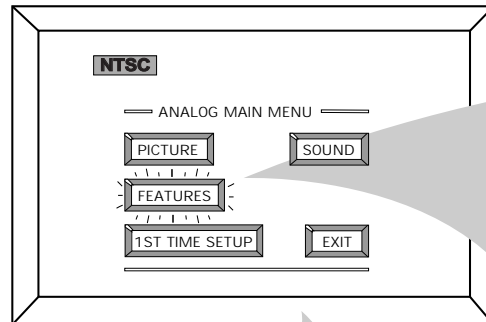 NTSC
ANALOG MAIN MENU
PICTURE SOUND
FEATURES
1ST TIME SETUP EXIT